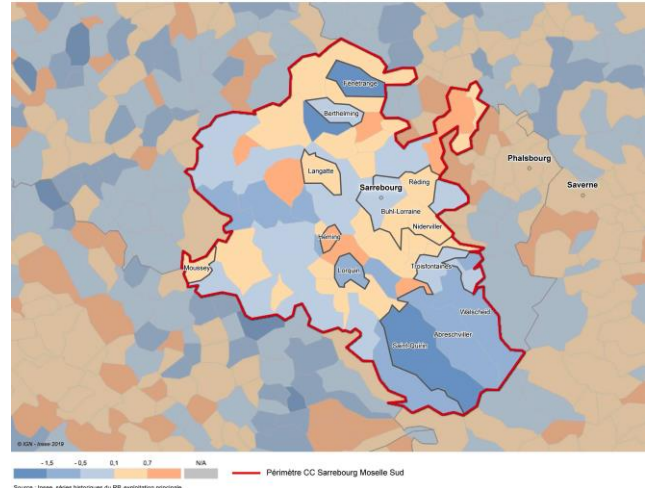 Fénétrange
Berthelming
Phalsbourg
Langatte
Réding
Sarrebourg
Saverne
Buhl-Lorraine
Niderviller
Héming
Troisfontaines
Moussey
Lorquin
Walscheid
Abreschviller
Saint-Quirin
© IGN - Insee 2019
- 1,5 - 0,5 0,1 0,7 N/A
Périmètre CC Sarrebourg Moselle Sud
Source : Insee, séries historiques du RP, exploitation principale